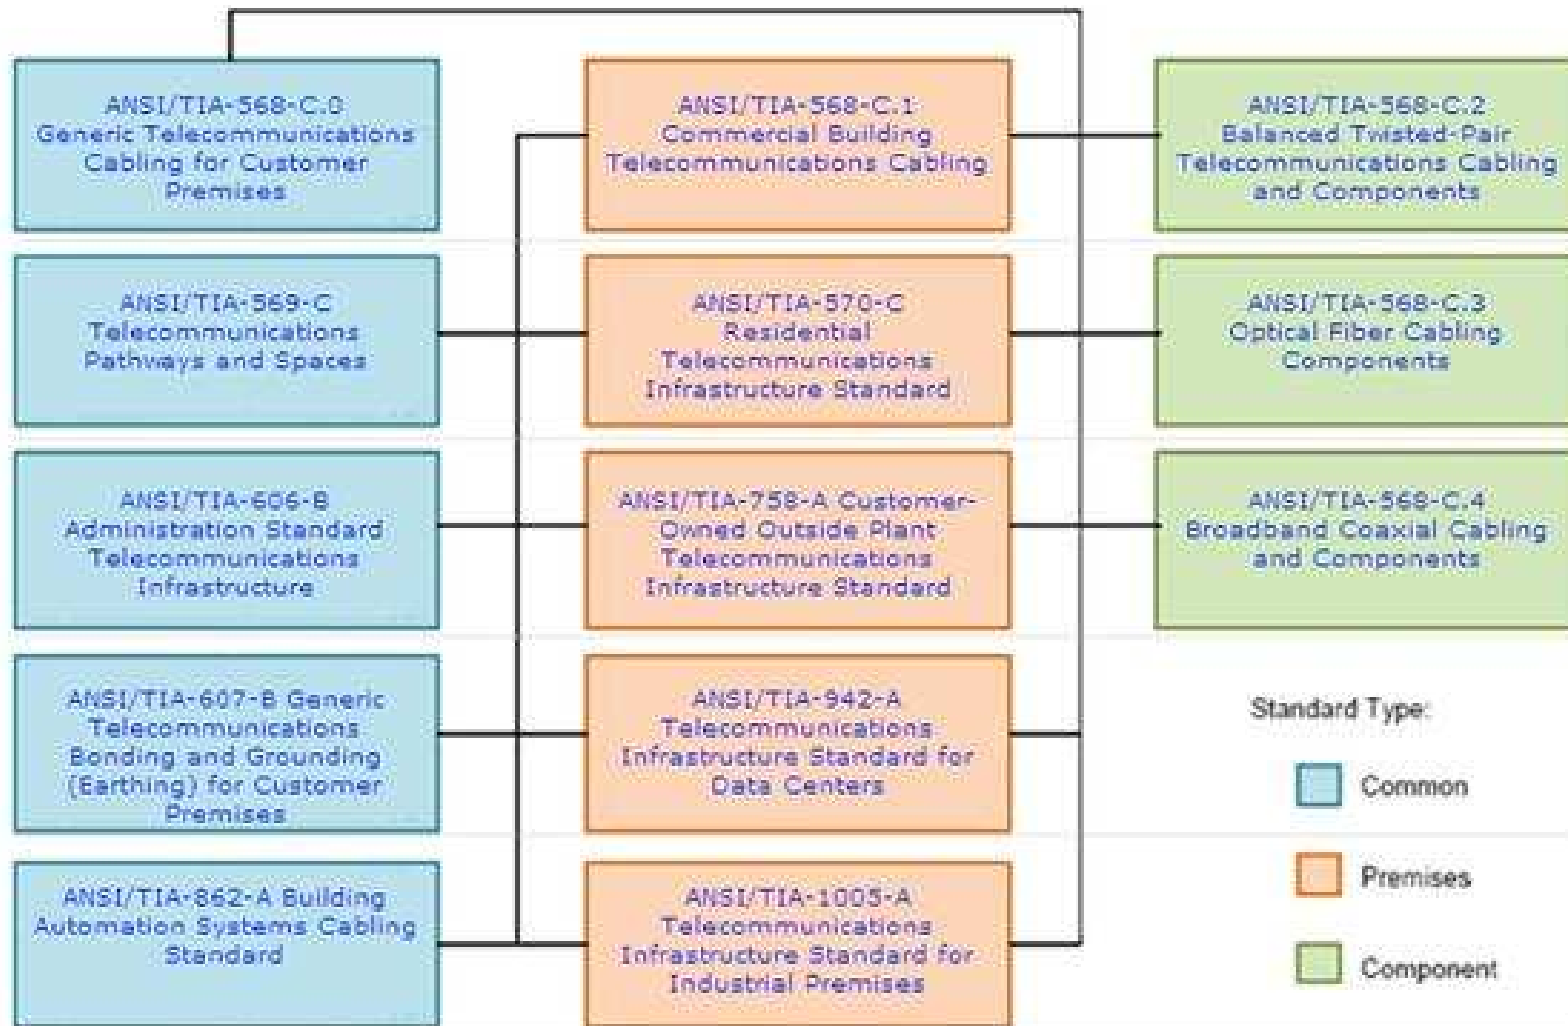 ANSI/TIA-568-C.0
Generic Telecommunications
Cabling for Customer
Premises
ANSI/TIA-569-C
Telecommunications
Pathways and Spaces
ANSI/TIA-606-B
Administration Standard
Telecommunications
Infrastructure
ANSI/TIA-607-B Generic
Telecommunications
Bonding and Grounding
(Earthing) for Customer
Premises
ANSI/TIA-862-A Building
Automation Systems Cabling
Standard
ANSI/TIA-568-C.1
Commercial Building
Telecommunications Cabling
ANSI/TIA-570-C
Residential
Telecommunications
Infrastructure Standard
ANSI/TIA-758-A Customer-
Owned Outside Plant
Telecommunications
Infrastructure Standard
ANSI/TIA-942-A
Telecommunications
Infrastructure Standard for
Data Centers
ANSI/TIA-1005-A
Telecommunications
Infrastructure Standard for
Industrial Premises
ANSI/TIA-568-C.2
Balanced Twisted-Pair
Telecommunications Cabling
and Components
ANSI/TIA-568-C.3
Optical Fiber Cabling
Components
ANSI/TIA-568-C.4
Broadband Coaxial Cabling
and Components
Standard Type:
Common
Premises
Component